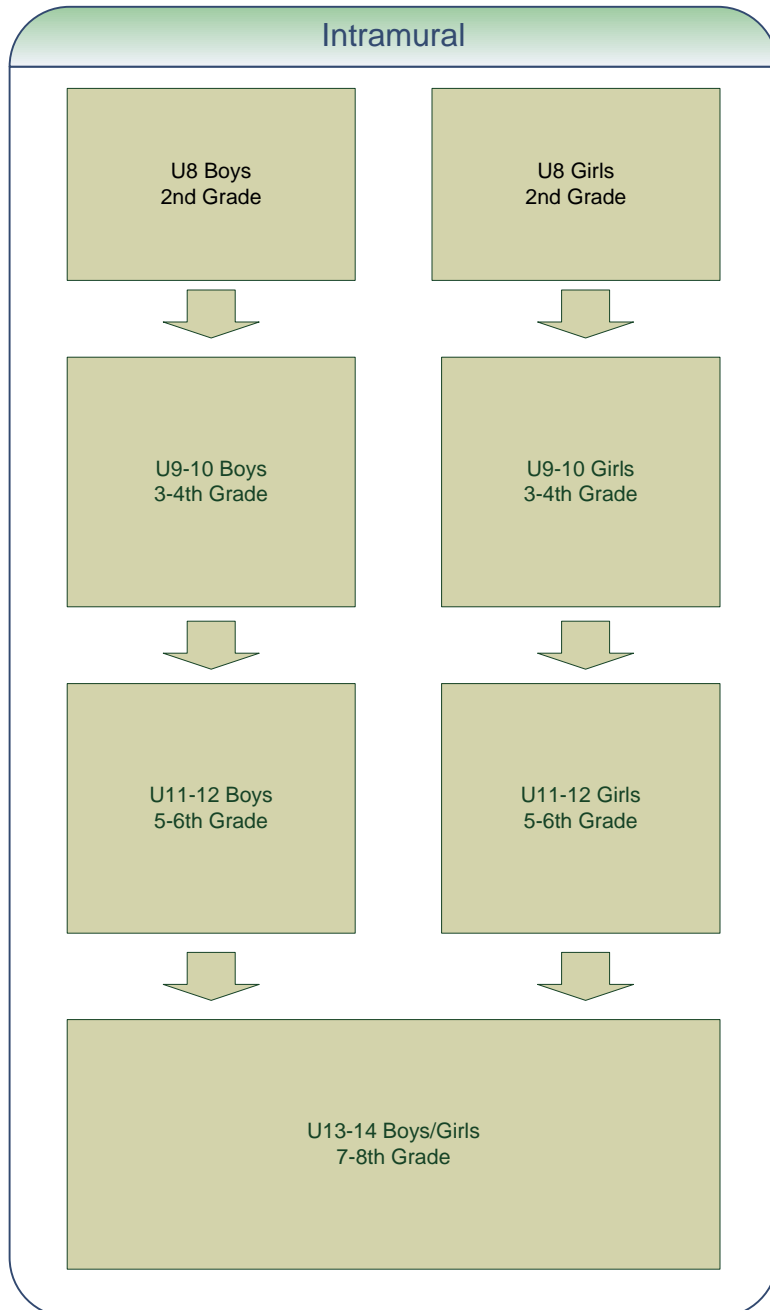 Intramural
U8 Boys
2nd Grade
U8 Girls
2nd Grade
U9-10 Boys
3-4th Grade
U9-10 Girls
3-4th Grade
U11-12 Boys
5-6th Grade
U11-12 Girls
5-6th Grade
U13-14 Boys/Girls
7-8th Grade